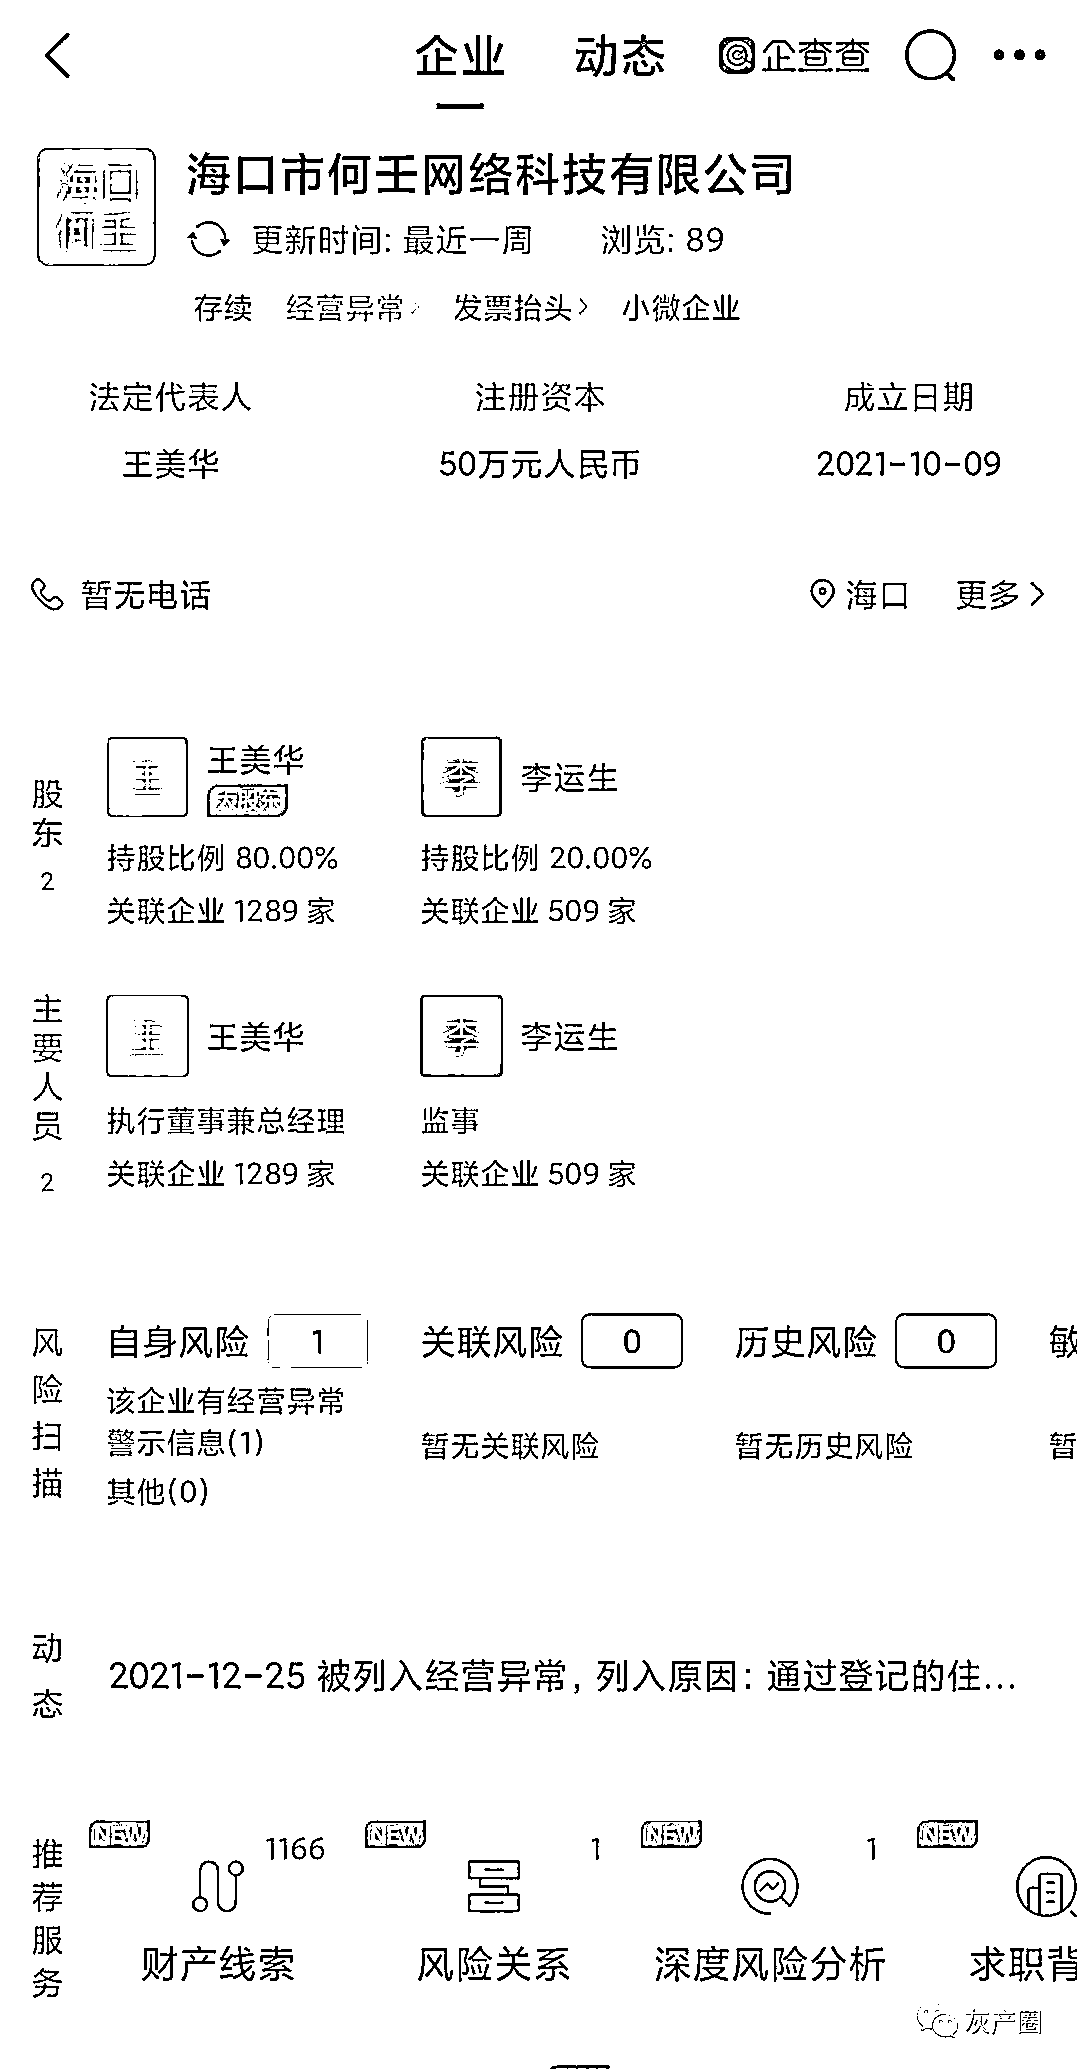 企业 动态 企查查
海口
何壬
海口市何壬网络科技有限公司
更新时间: 最近一周 浏览: 89
存续 经营异常 发票抬头 小微企业
法定代表人 注册资本 成立日期
王美华 50万元人民币 2021-10-09
暂无电话 海口 更多
股东 2
王 王美华 李 李运生
大股东
持股比例 80.00% 持股比例 20.00%
关联企业 1289 家 关联企业 509 家
主要人员 2
王 王美华 李 李运生
执行董事兼总经理 监事
关联企业 1289 家 关联企业 509 家
风险扫描
自身风险 1 关联风险 0 历史风险 0 敏
该企业有经营异常
警示信息(1) 暂无关联风险 暂无历史风险 暂
其他(0)
动态
2021-12-25 被列入经营异常, 列入原因: 通过登记的住...
推荐服务
NEW 1166 NEW 1 NEW 1 NEW
财产线索 风险关系 深度风险分析 求职背
灰产圈